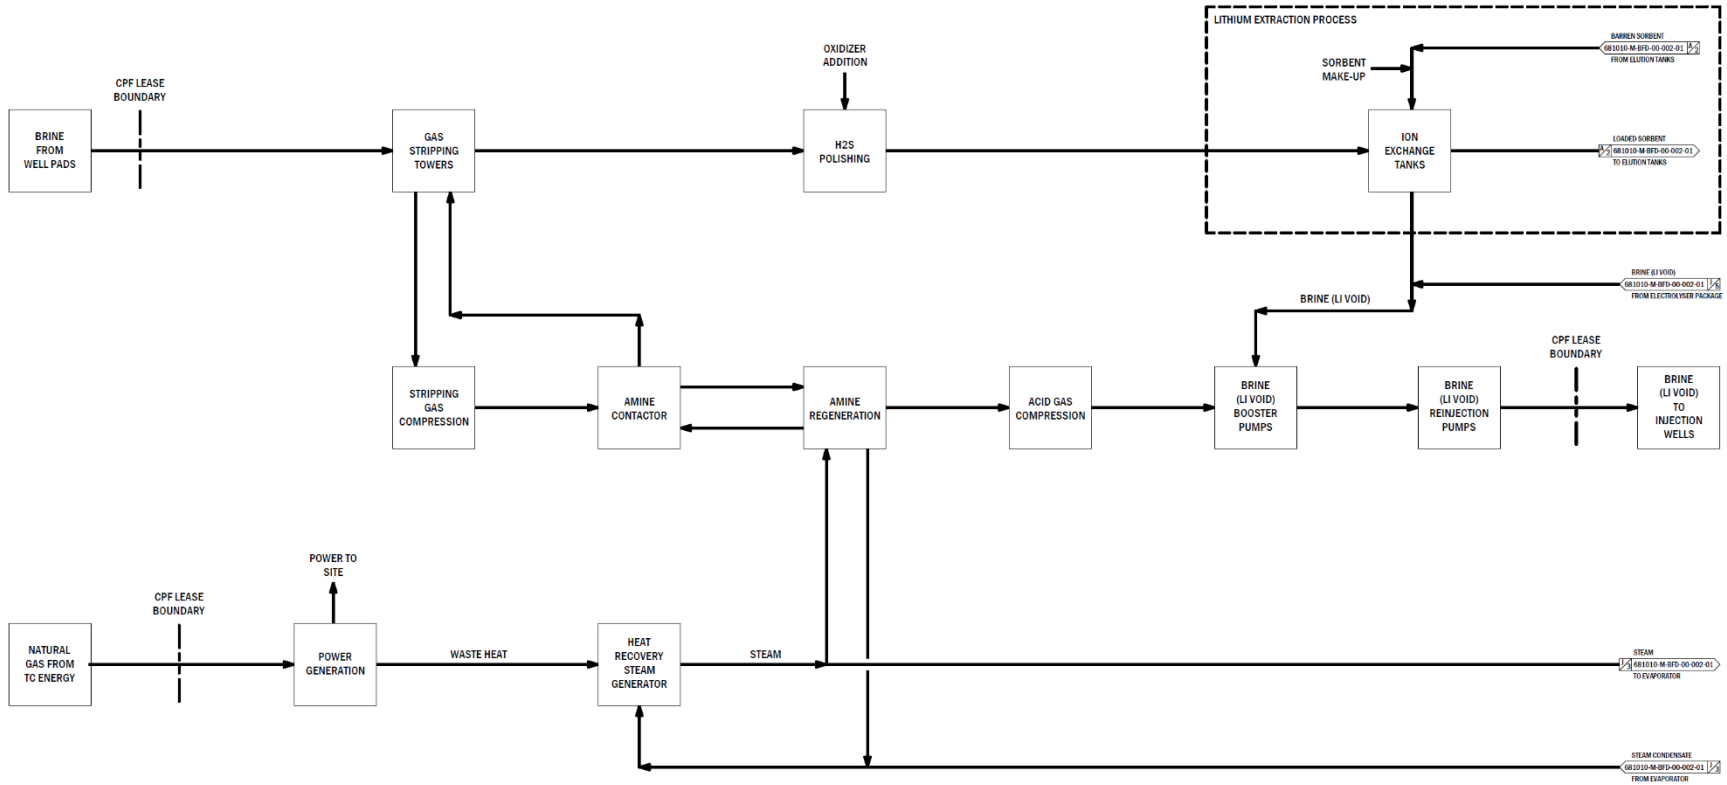 LITHIUM EXTRACTION PROCESS
BARREN SORBENT
681010-M-BFD-00-002-01
A/2
FROM ELUTION TANKS
OXIDIZER
ADDITION
SORBENT
MAKE-UP
CPF LEASE
BOUNDARY
BRINE
FROM
WELL PADS
GAS
STRIPPING
TOWERS
H2S
POLISHING
ION
EXCHANGE
TANKS
LOADED SORBENT
A/2
681010-M-BFD-00-002-01
TO ELUTION TANKS
BRINE (LI VOID)
681010-M-BFD-00-002-01
FROM ELECTROLYSER PACKAGE
BRINE (LI VOID)
CPF LEASE
BOUNDARY
STRIPPING
GAS
COMPRESSION
AMINE
CONTACTOR
AMINE
REGENERATION
ACID GAS
COMPRESSION
BRINE
(LI VOID)
BOOSTER
PUMPS
BRINE
(LI VOID)
REINJECTION
PUMPS
BRINE
(LI VOID)
TO
INJECTION
WELLS
POWER TO
SITE
CPF LEASE
BOUNDARY
NATURAL
GAS FROM
TC ENERGY
POWER
GENERATION
WASTE HEAT
HEAT
RECOVERY
STEAM
GENERATOR
STEAM
STEAM
681010-M-BFD-00-002-01
TO EVAPORATOR
STEAM CONDENSATE
681010-M-BFD-00-002-01
FROM EVAPORATOR